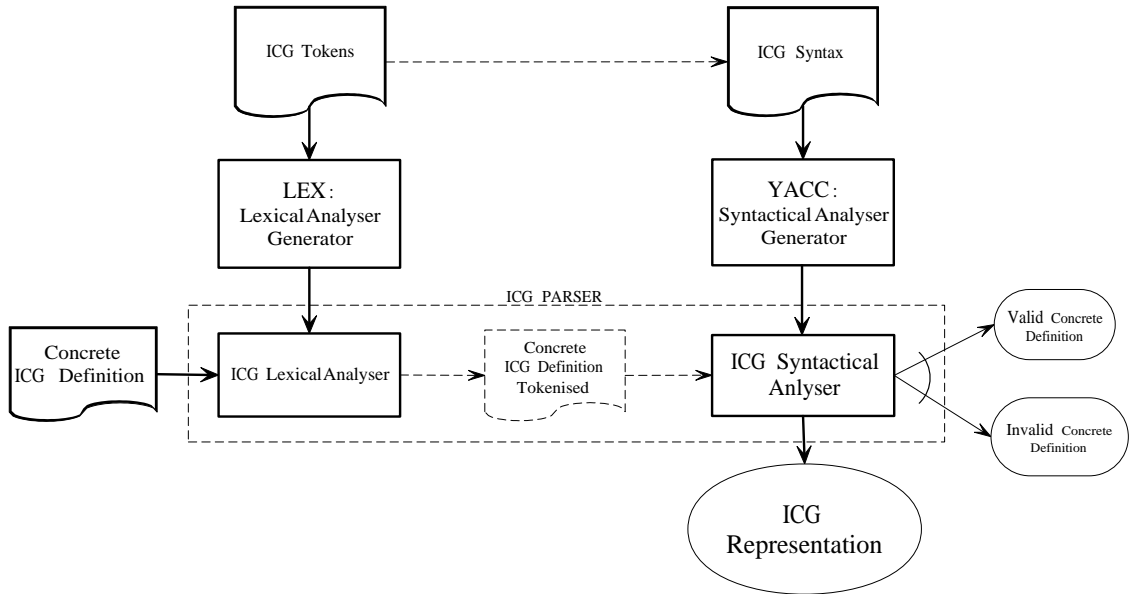 ICG Tokens
ICG Syntax
LEX:
Lexical Analyser
Generator
YACC:
Syntactical Analyser
Generator
ICG PARSER
Concrete
ICG Definition
ICG Lexical Analyser
Concrete
ICG Definition
Tokenised
ICG Syntactical
Anlyser
Valid Concrete
Definition
Invalid Concrete
Definition
ICG
Representation